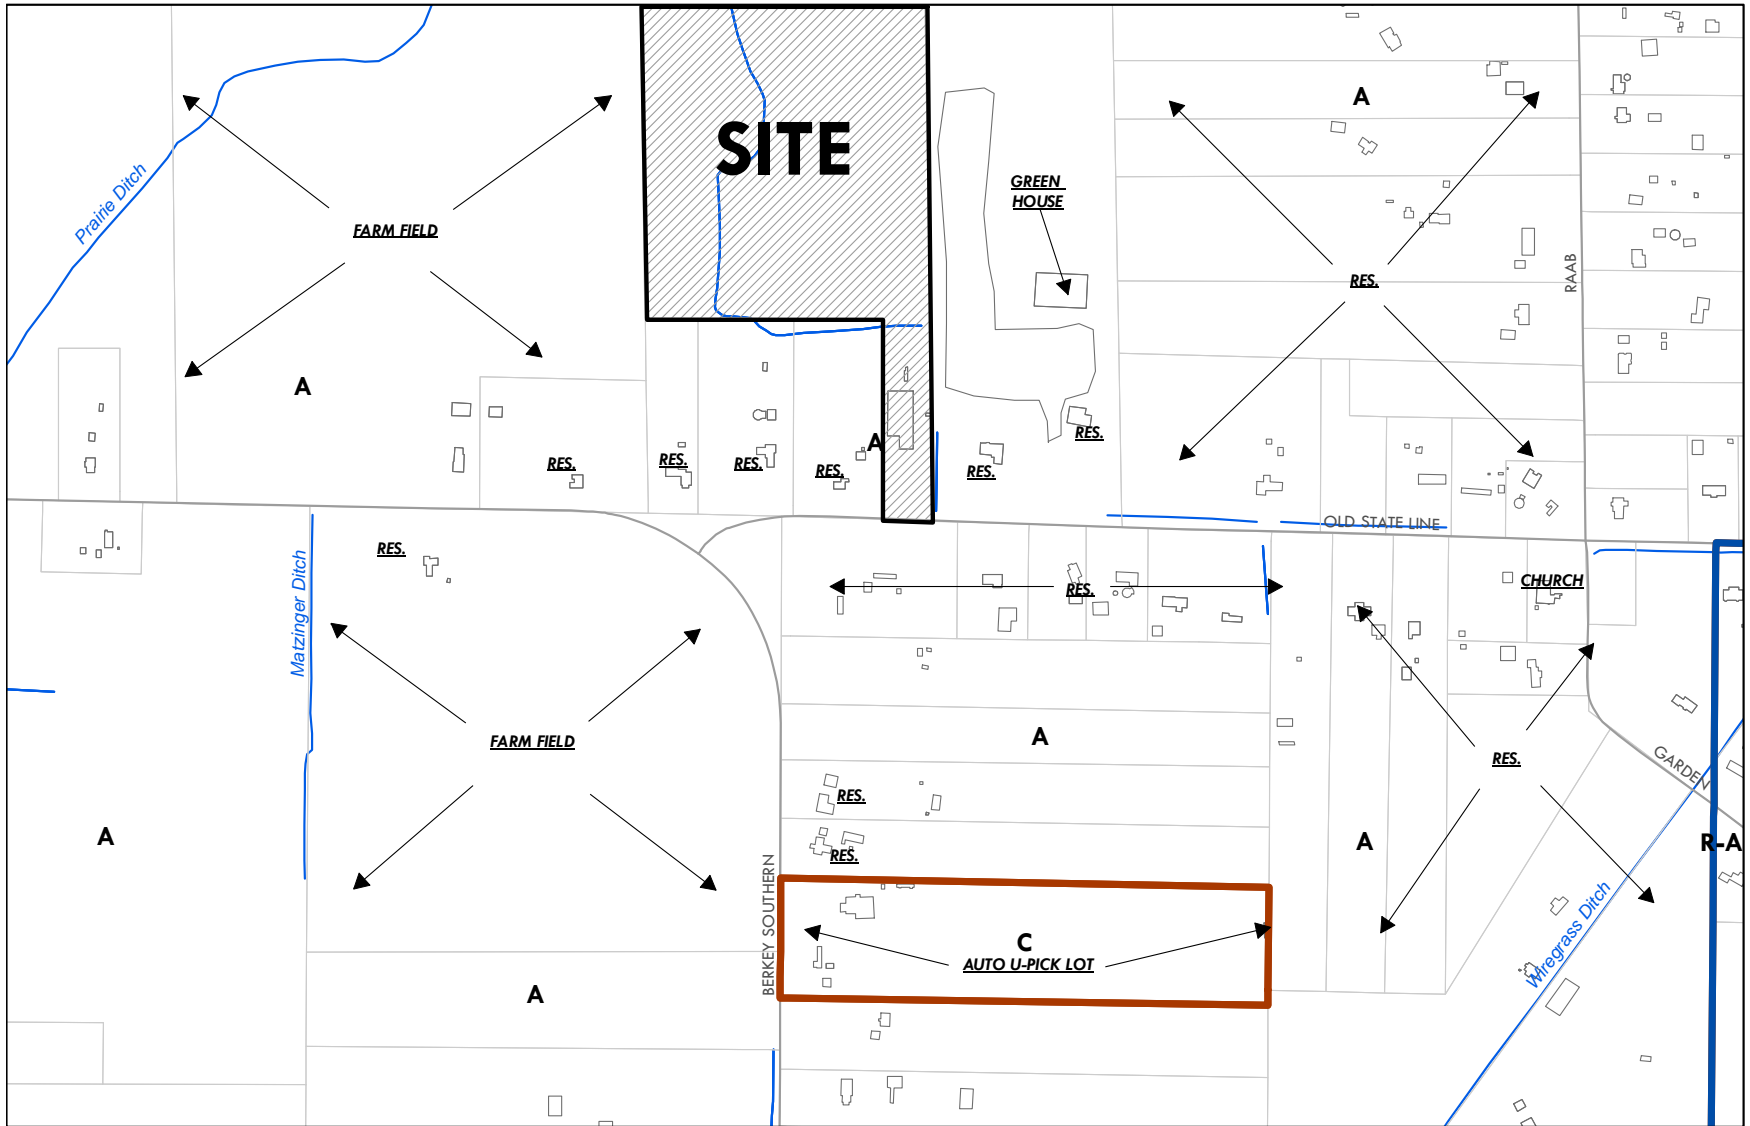 A
SITE
Prairie Ditch
GREEN
HOUSE
FARM FIELD
RES.
RAAB
A
A
RES.
RES.
RES.
RES.
RES.
RES.
OLD STATE LINE
RES.
Matzinger Ditch
RES.
CHURCH
FARM FIELD
A
RES.
GARDEN
RES.
A
A
R-A
RES.
BERKEY SOUTHERN
Wiregrass Ditch
C
AUTO U-PICK LOT
A